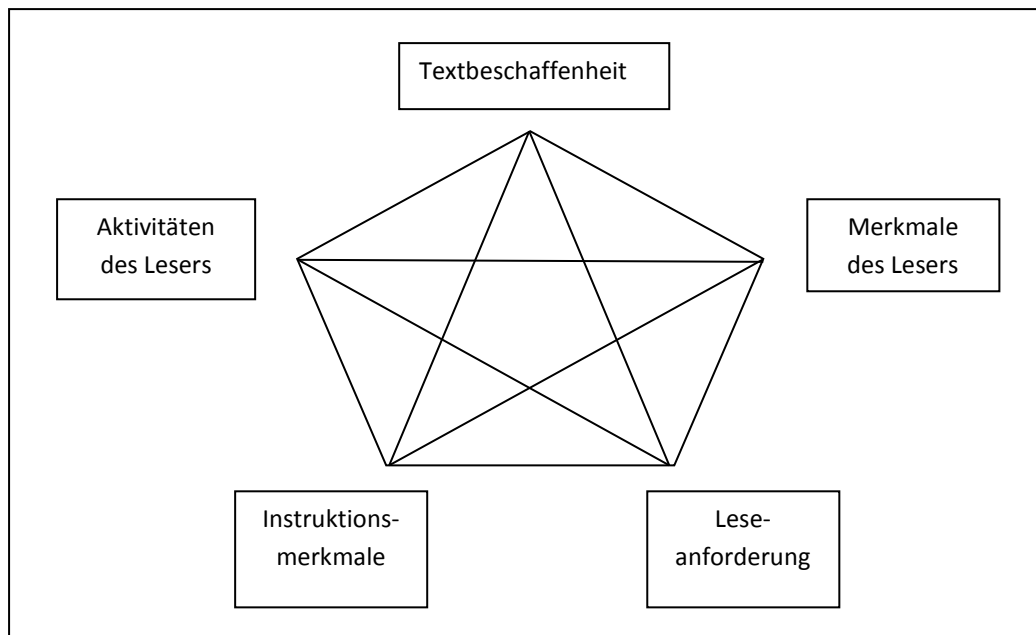 Textbeschaffenheit
Aktivitäten
des Lesers
Merkmale
des Lesers
Instruktions-
merkmale
Lese-
anforderung